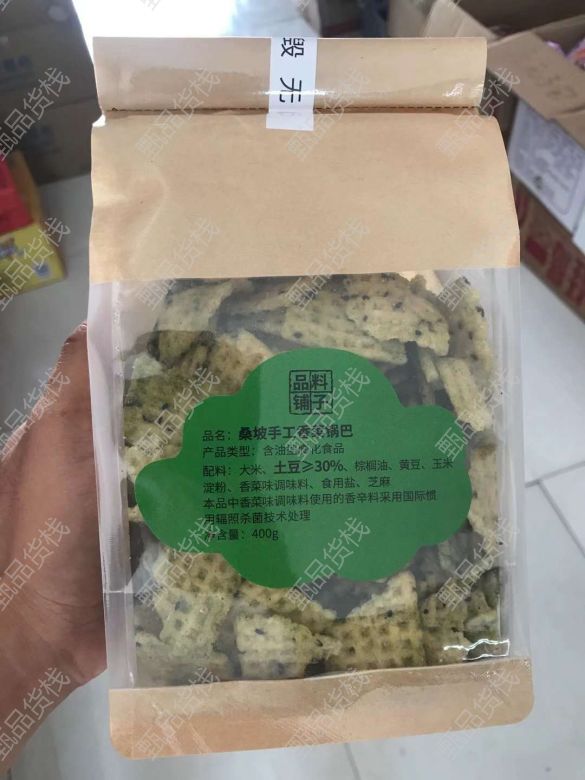 毁 无
品料
铺子
品名：桑坡手工香菜锅巴
产品类型：含油型膨化食品
配料：大米、土豆≥30%、棕榈油、黄豆、玉米
淀粉、香菜味调味料、食用盐、芝麻
本品中香菜味调味料使用的香辛料采用国际惯
用辐照杀菌技术处理
净含量：400g
甄品货栈